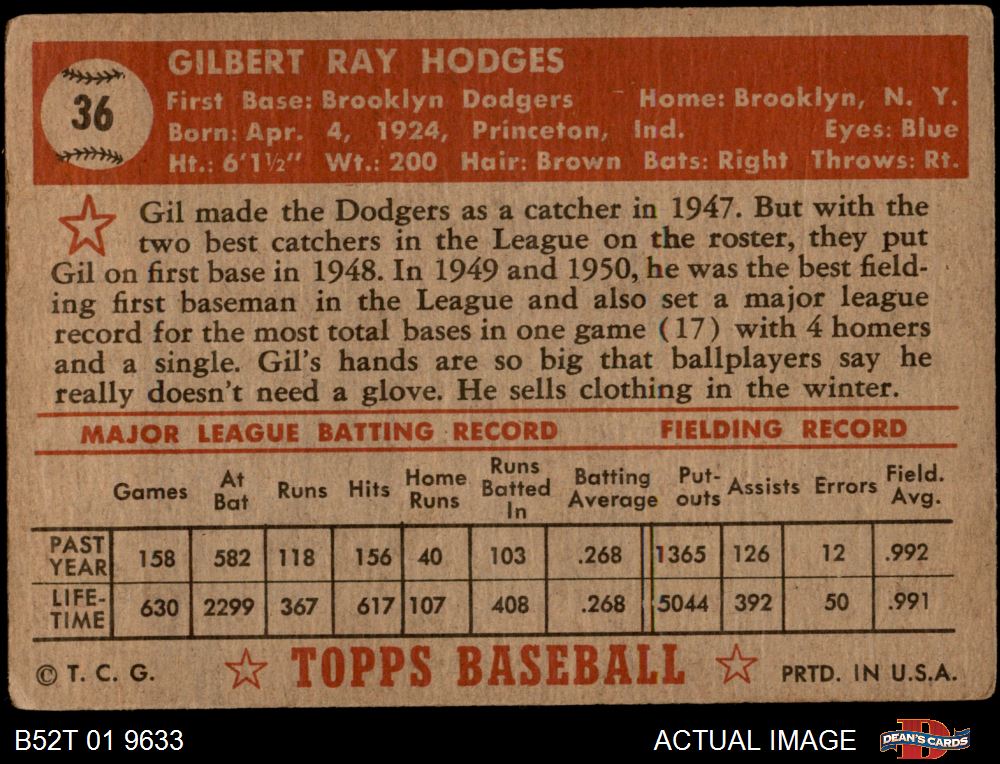 36
GILBERT RAY HODGES
First Base: Brooklyn Dodgers Home: Brooklyn, N. Y.
Born: Apr. 4, 1924, Princeton, Ind. Eyes: Blue
Ht.: 6'1½" Wt.: 200 Hair: Brown Bats: Right Throws: Rt.
Gil made the Dodgers as a catcher in 1947. But with the
two best catchers in the League on the roster, they put
Gil on first base in 1948. In 1949 and 1950, he was the best field-
ing first baseman in the League and also set a major league
record for the most total bases in one game (17) with 4 homers
and a single. Gil's hands are so big that ballplayers say he
really doesn't need a glove. He sells clothing in the winter.
MAJOR LEAGUE BATTING RECORD FIELDING RECORD
Games At Bat Runs Hits Home Runs Runs Batted In Batting Average Put-outs Assists Errors Field. Avg.
PAST YEAR 158 582 118 156 40 103 .268 1365 126 12 .992
LIFE-TIME 630 2299 367 617 107 408 .268 5044 392 50 .991
© T. C. G. TOPPS BASEBALL PRTD. IN U.S.A.
B52T 01 9633 ACTUAL IMAGE D DEAN'S CARDS